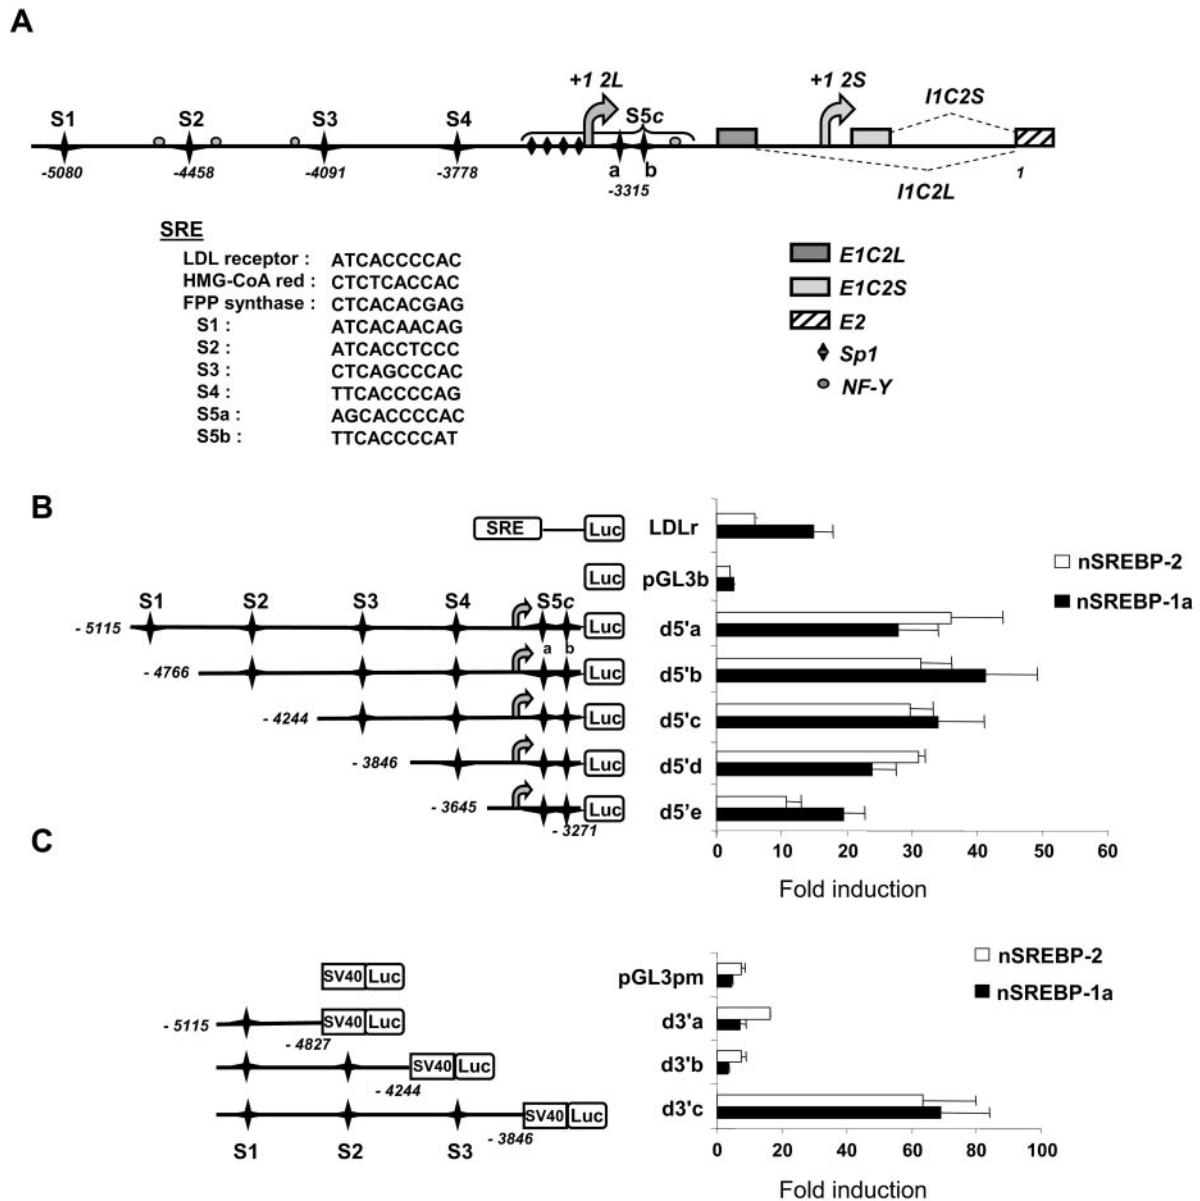 A
+1 2L +1 2S
S1 S2 S3 S4 S5c I1C2S
-5080 -4458 -4091 -3778 a b 1
-3315 I1C2L
SRE
LDL receptor : ATCACCCCAC
HMG-CoA red : CTCTCACCAC
FPP synthase : CTCACACGAG
S1 : ATCACAACAG
S2 : ATCACCTCCC
S3 : CTCAGCCCAC
S4 : TTCACCCCAG
S5a : AGCACCCCAC
S5b : TTCACCCCAT
E1C2L
E1C2S
E2
Sp1
NF-Y
B
SRE Luc LDLr
Luc pGL3b
S1 S2 S3 S4 S5c
- 5115 Luc d5'a
a b
- 4766 Luc d5'b
- 4244 Luc d5'c
- 3846 Luc d5'd
- 3645 Luc d5'e
- 3271
nSREBP-2
nSREBP-1a
0 10 20 30 40 50 60
Fold induction
C
SV40 Luc pGL3pm
- 5115 SV40 Luc d3'a
- 4827
SV40 Luc d3'b
- 4244
SV40 Luc d3'c
- 3846
S1 S2 S3
nSREBP-2
nSREBP-1a
0 20 40 60 80 100
Fold induction